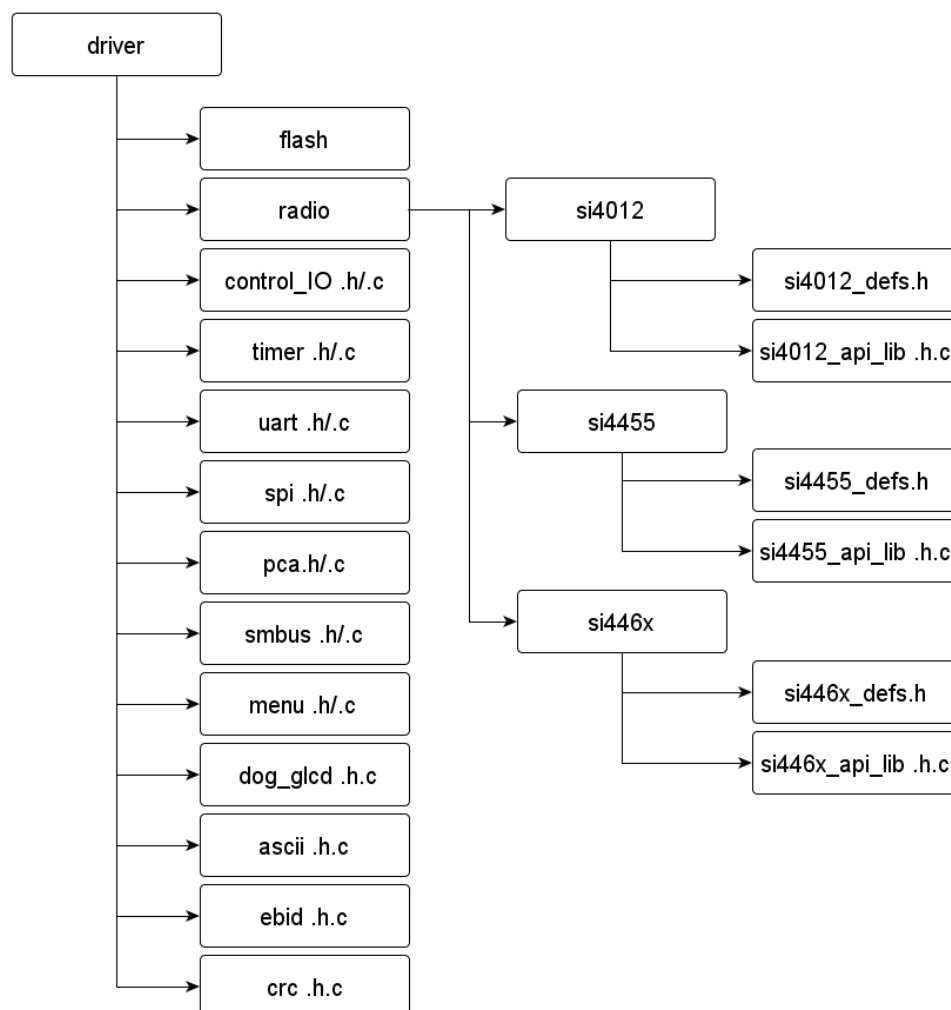 driver
flash
radio
si4012
control_IO .h/.c
si4012_defs.h
timer .h/.c
si4012_api_lib .h.c
uart .h/.c
si4455
spi .h/.c
si4455_defs.h
pca.h/.c
si4455_api_lib .h.c
smbus .h/.c
si446x
menu .h/.c
si446x_defs.h
dog_glcd .h.c
si446x_api_lib .h.c
ascii .h.c
ebid .h.c
crc .h.c